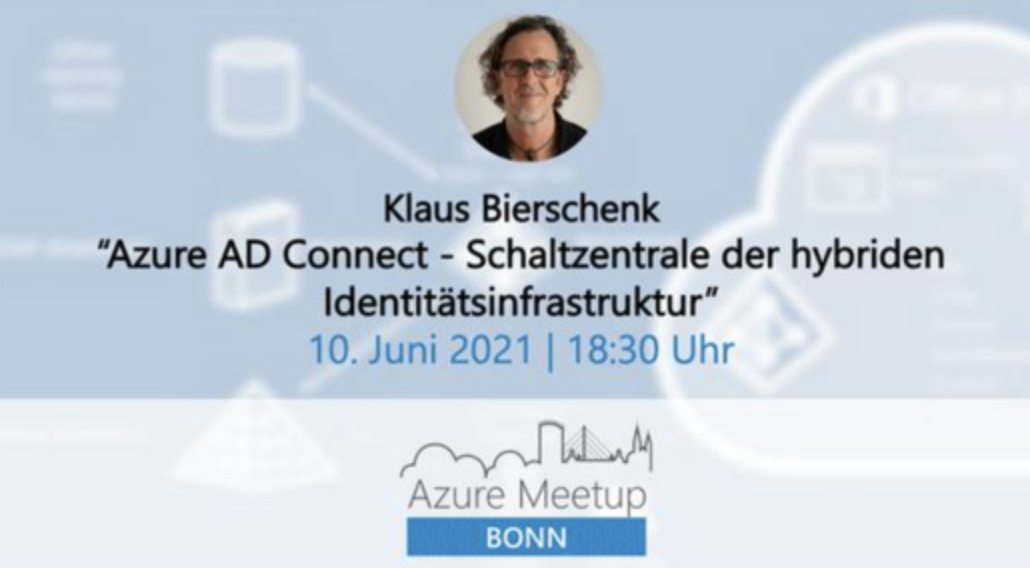 Klaus Bierschenk
“Azure AD Connect - Schaltzentrale der hybriden
Identitätsinfrastruktur”
10. Juni 2021 | 18:30 Uhr
Azure Meetup
BONN